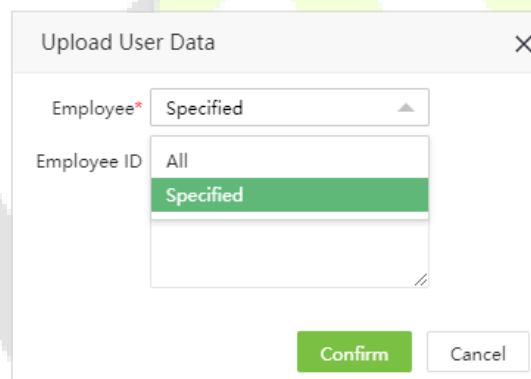 Upload User Data
Employee* Specified
Employee ID All
Specified
Confirm Cancel